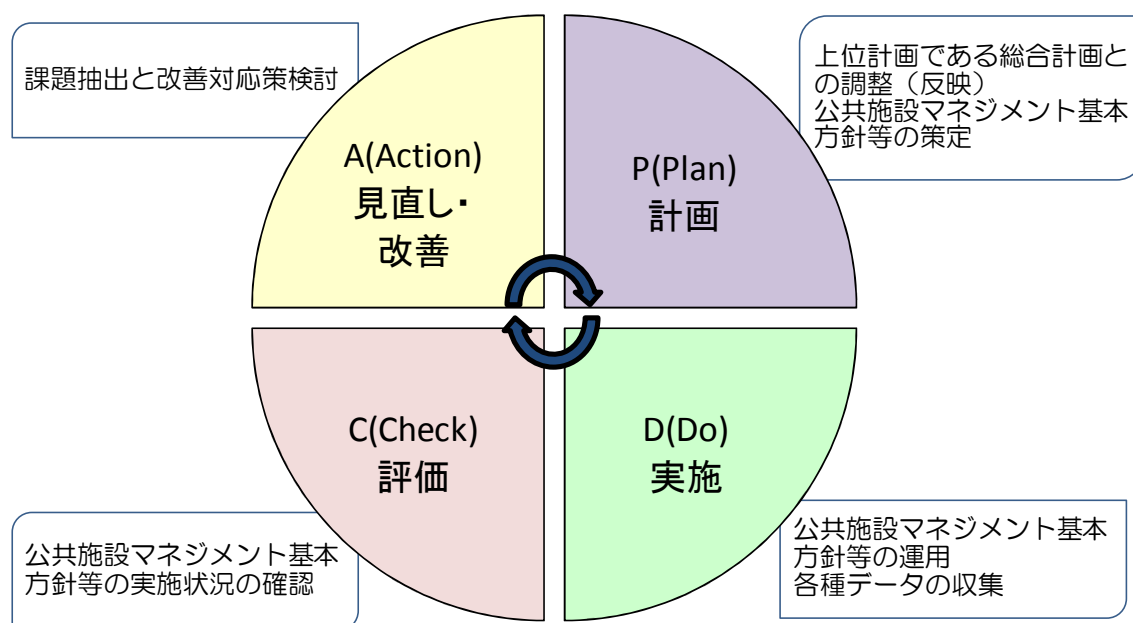 課題抽出と改善対応策検討
上位計画である総合計画と
の調整（反映）
公共施設マネジメント基本
方針等の策定
A(Action)
見直し・
改善
P(Plan)
計画
C(Check)
評価
D(Do)
実施
公共施設マネジメント基本
方針等の実施状況の確認
公共施設マネジメント基本
方針等の運用
各種データの収集